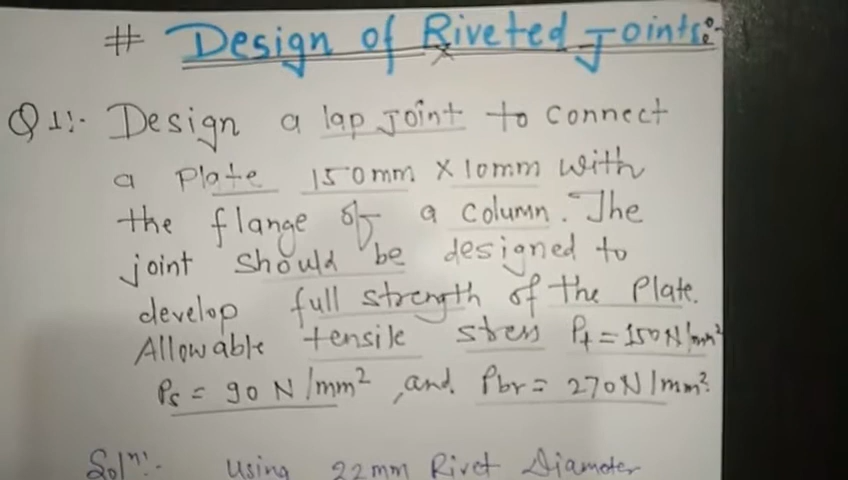 # Design of Riveted Joints:-
Q1:- Design a lap joint to connect
a plate 150mm x 10mm with
the flange of a column. The
joint should be designed to
develop full strength of the Plate.
Allowable tensile stress Pt = 150N/mm²
Ps = 90 N/mm², and Pbr = 270N/mm².
Solⁿ:- Using 22mm Rivet Diameter